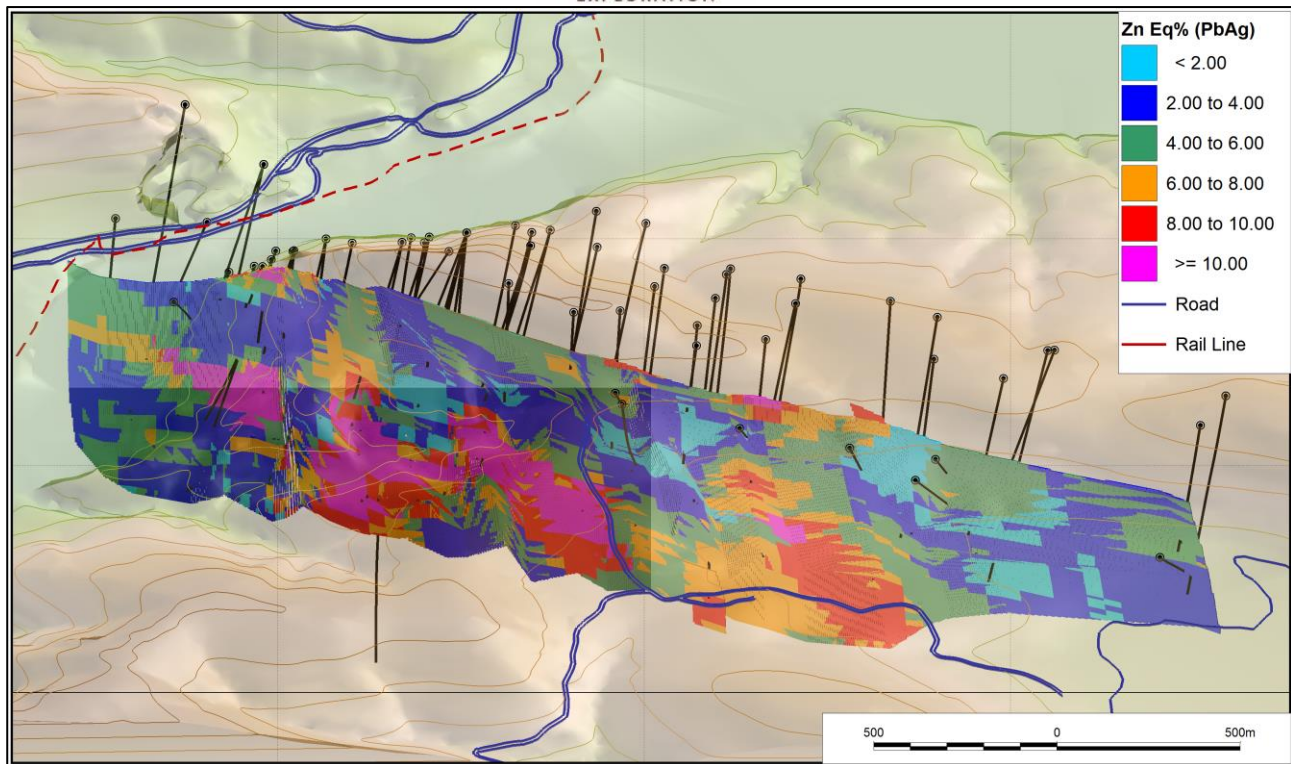 Zn Eq% (PbAg)
< 2.00
2.00 to 4.00
4.00 to 6.00
6.00 to 8.00
8.00 to 10.00
>= 10.00
Road
Rail Line
500 0 500m